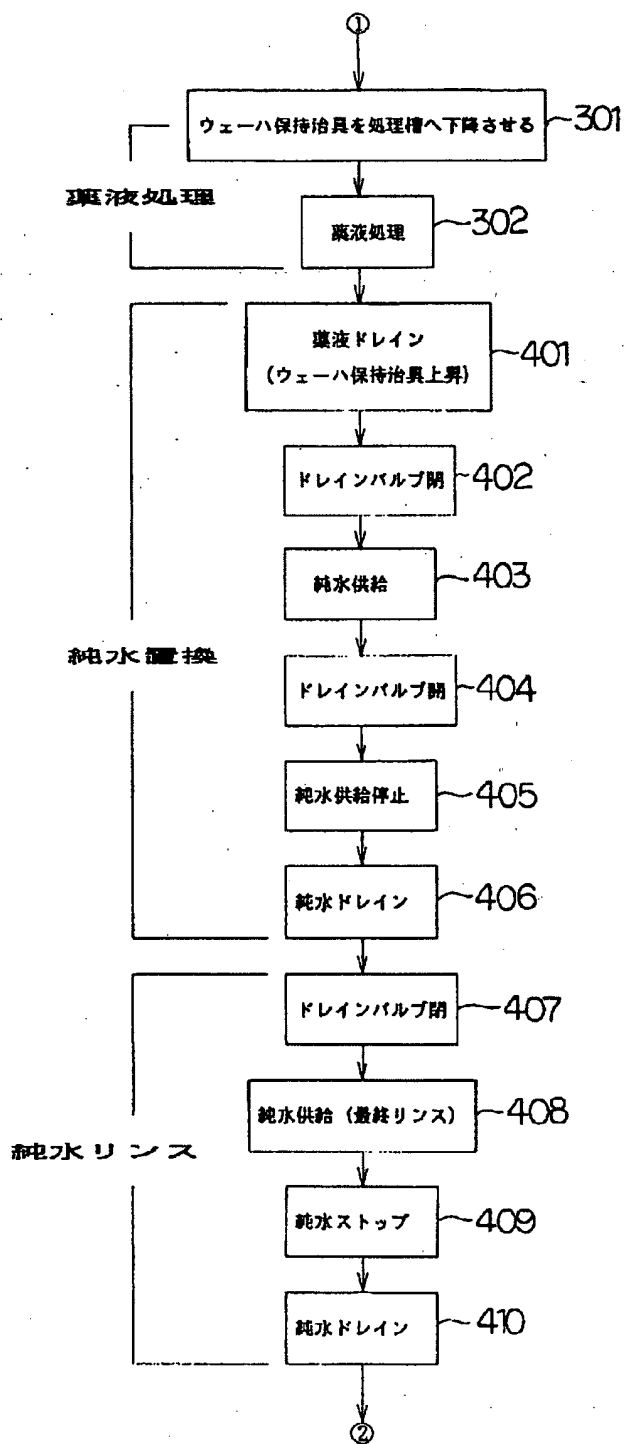 ①
ウェーハ保持治具を処理槽へ下降させる
301
薬液処理
薬液処理
302
薬液ドレイン
(ウェーハ保持治具上昇)
401
ドレインバルブ閉
402
純水供給
403
純水置換
ドレインバルブ開
404
純水供給停止
405
純水ドレイン
406
ドレインバルブ閉
407
純水供給(最終リンス)
408
純水リンス
純水ストップ
409
純水ドレイン
410
②